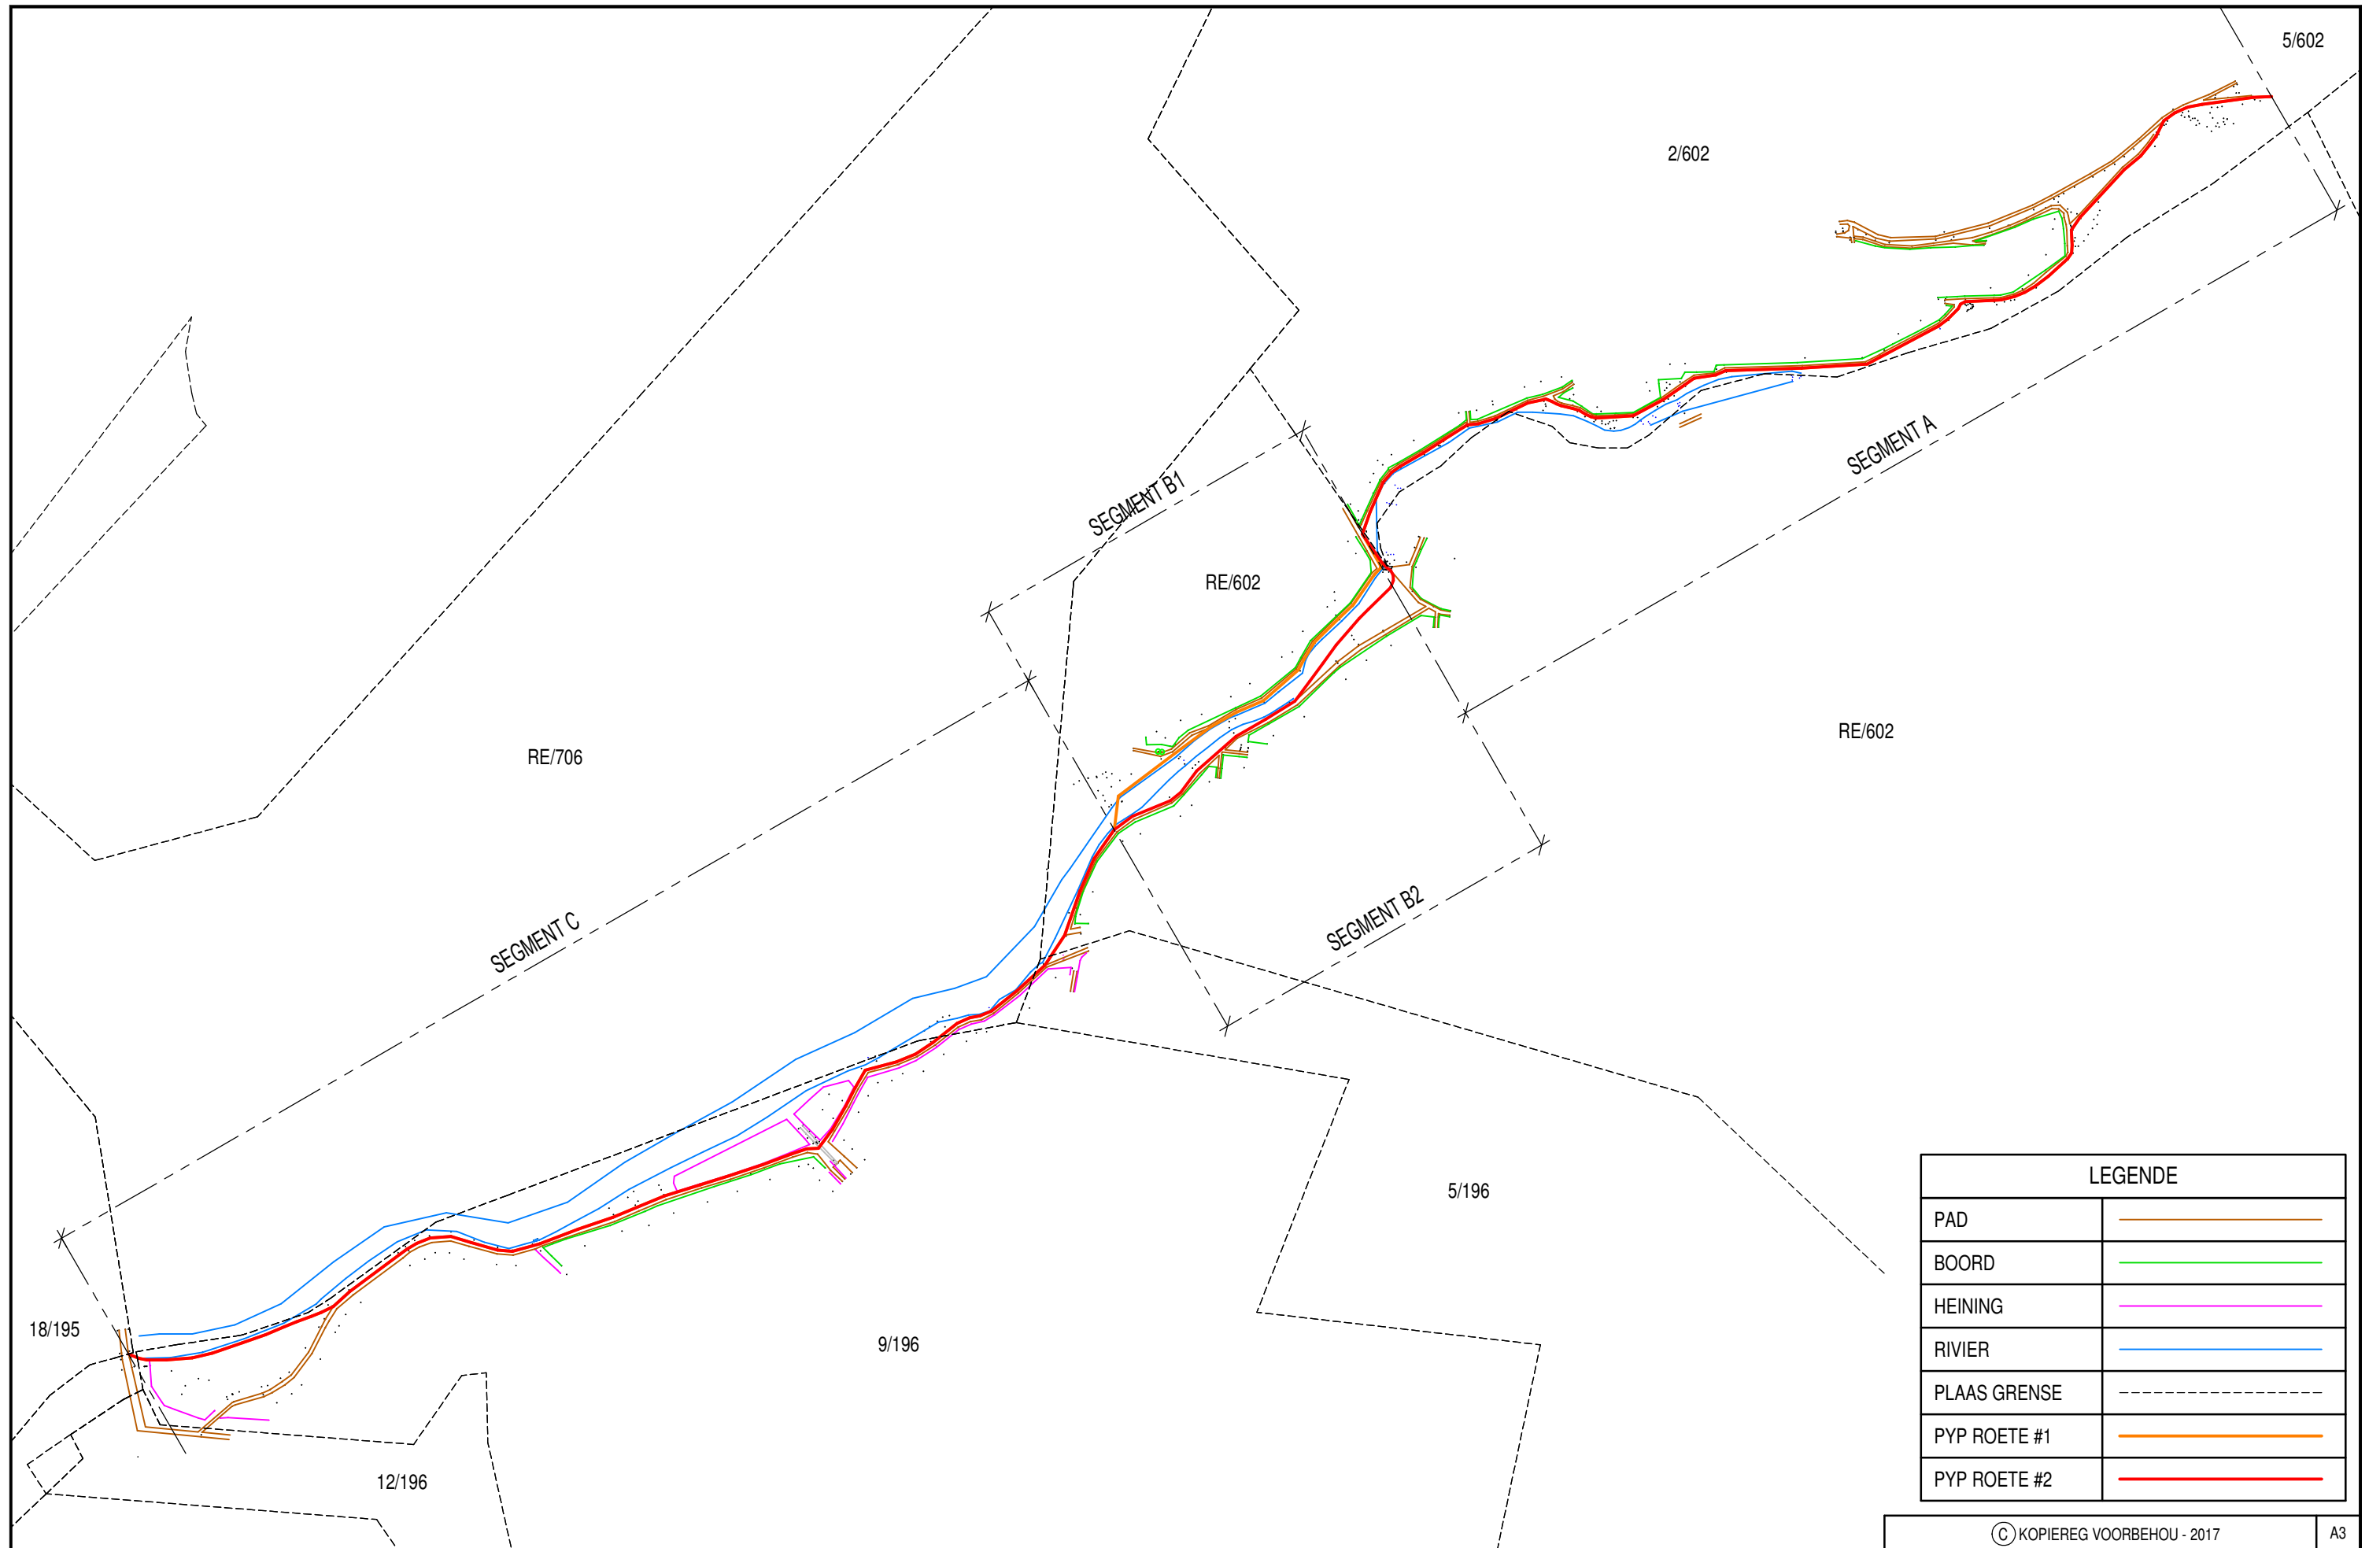 5/602
2/602
SEGMENT A
SEGMENT B1
RE/602
RE/602
RE/706
SEGMENT B2
SEGMENT C
5/196
18/195
9/196
12/196
LEGENDE
PAD
BOORD
HEINING
RIVIER
PLAAS GRENSE
PYP ROETE #1
PYP ROETE #2
© KOPIEREG VOORBEHOU - 2017
A3